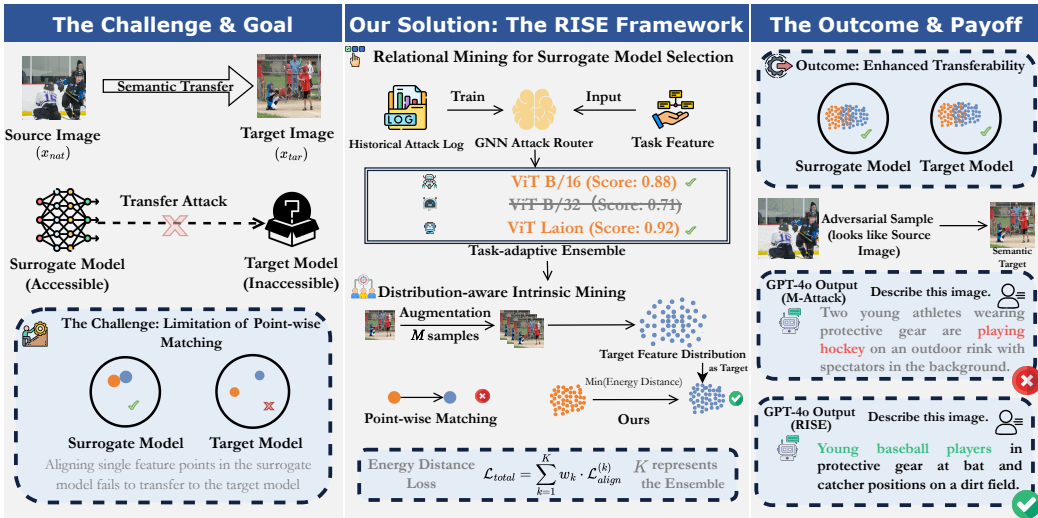 The Challenge & Goal
Semantic Transfer
Source Image
(x_nat)
Target Image
(x_tar)
Transfer Attack
Surrogate Model
(Accessible)
Target Model
(Inaccessible)
The Challenge: Limitation of Point-wise
Matching
Surrogate Model
Target Model
Aligning single feature points in the surrogate
model fails to transfer to the target model
Our Solution: The RISE Framework
Relational Mining for Surrogate Model Selection
LOG
Train
Input
Historical Attack Log
GNN Attack Router
Task Feature
ViT B/16 (Score: 0.88)
ViT B/32 (Score: 0.71)
ViT Laion (Score: 0.92)
Task-adaptive Ensemble
Distribution-aware Intrinsic Mining
Augmentation
M samples
Target Feature Distribution
as Target
Min(Energy Distance)
Point-wise Matching
Ours
Energy Distance
Loss
L_total = ∑_{k=1}^{K} w_k · L_align^{(k)}
K represents
the Ensemble
The Outcome & Payoff
Outcome: Enhanced Transferability
Surrogate Model
Target Model
Adversarial Sample
(looks like Source
Image)
Semantic
Target
GPT-4o Output
(M-Attack)
Describe this image.
Two young athletes wearing
protective gear are playing
hockey on an outdoor rink with
spectators in the background.
GPT-4o Output
(RISE)
Describe this image.
Young baseball players in
protective gear at bat and
catcher positions on a dirt field.